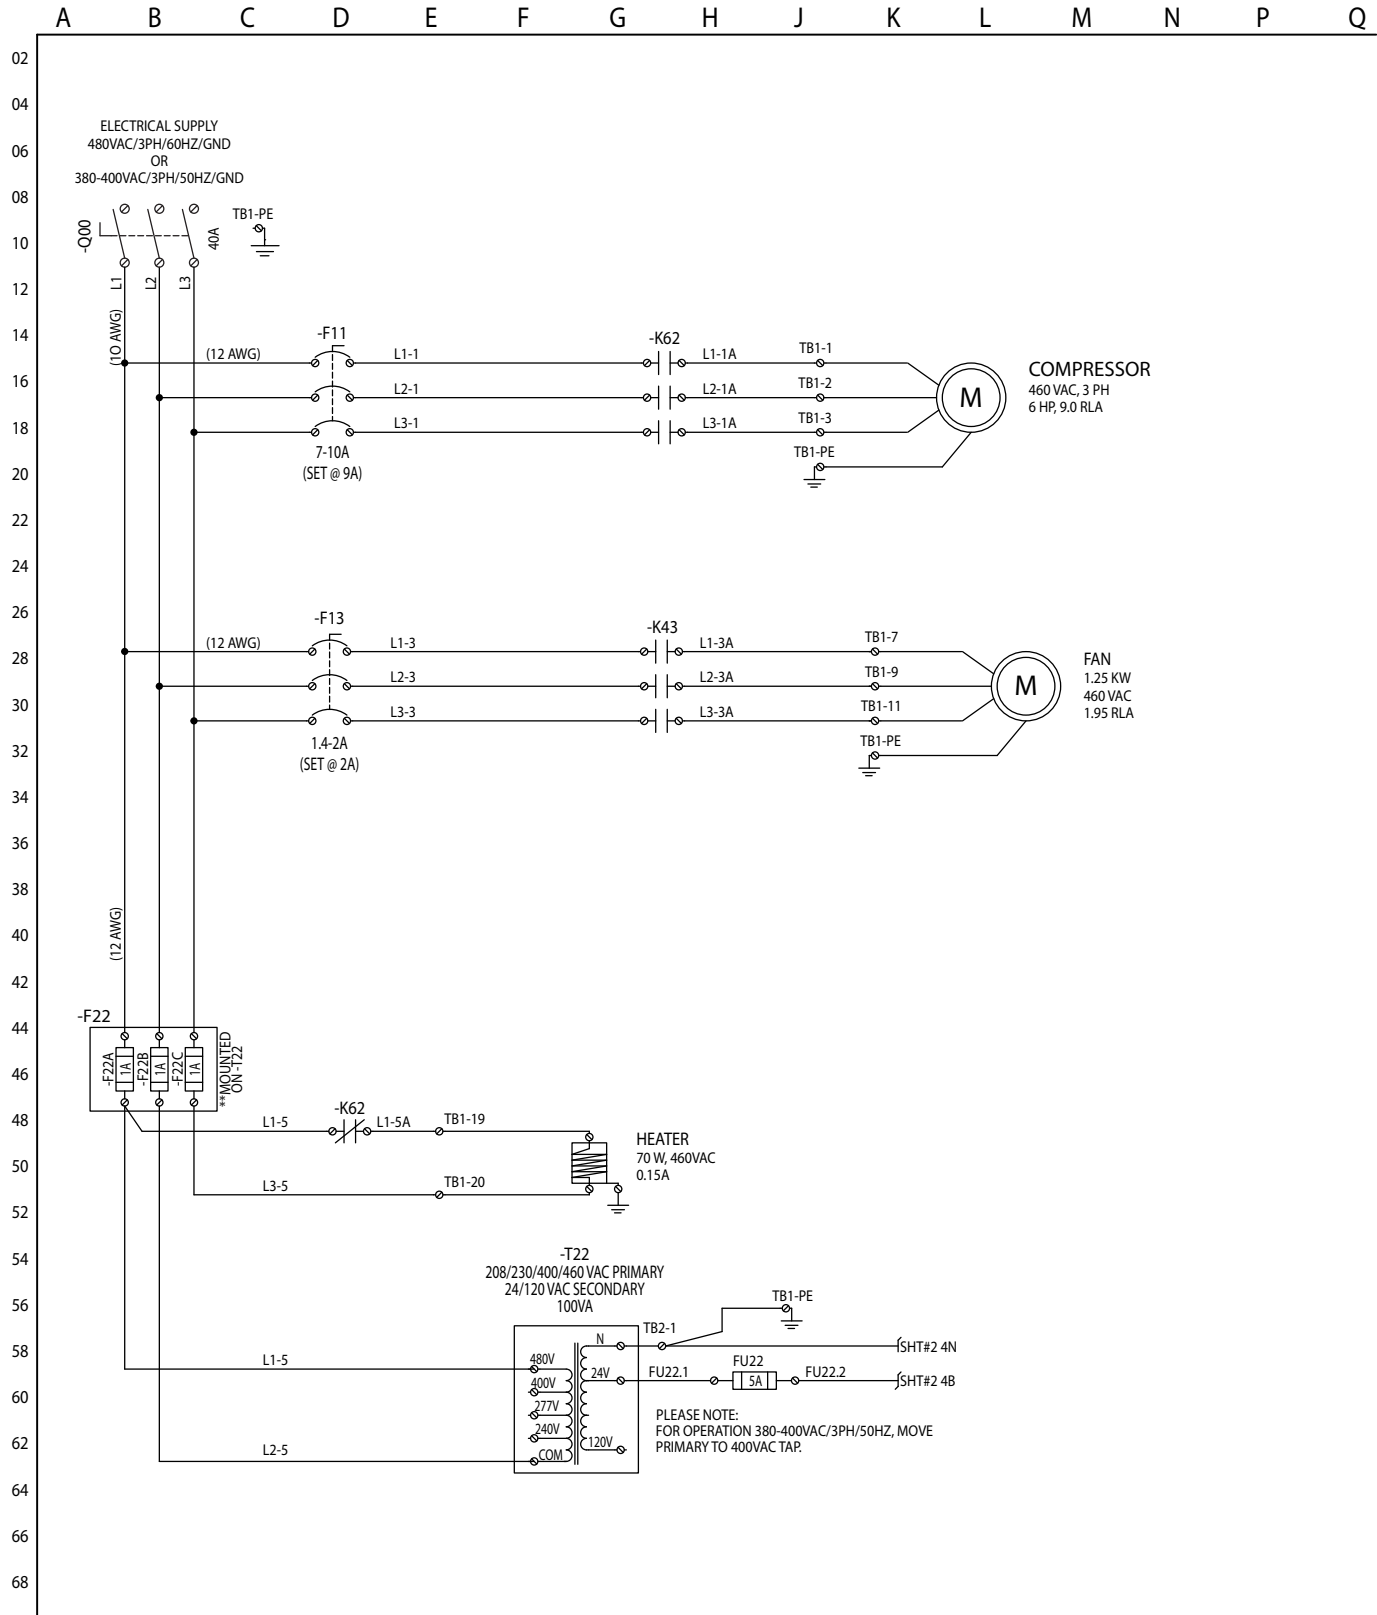 A B C D E F G H J K L M N P Q
02
04
ELECTRICAL SUPPLY
06
480VAC/3PH/60HZ/GND
OR
380-400VAC/3PH/50HZ/GND
08
TB1-PE
-Q00
40A
10
L1
L2
L3
12
(10 AWG)
14
-F11
-K62
(12 AWG)
L1-1
L1-1A
TB1-1
COMPRESSOR
16
L2-1
L2-1A
TB1-2
M
460 VAC, 3 PH
6 HP, 9.0 RLA
18
L3-1
L3-1A
TB1-3
7-10A
TB1-PE
20
(SET @ 9A)
22
24
26
-F13
-K43
(12 AWG)
L1-3
L1-3A
TB1-7
28
FAN
L2-3
L2-3A
TB1-9
M
1.25 KW
460 VAC
30
L3-3
L3-3A
TB1-11
1.95 RLA
32
1.4-2A
TB1-PE
(SET @ 2A)
34
36
38
(12 AWG)
40
42
44
-F22
-F22A
1A
-F22B
1A
-F22C
1A
**MOUNTED
ON -T22
46
48
-K62
L1-5
L1-5A
TB1-19
HEATER
70 W, 460VAC
0.15A
50
L3-5
TB1-20
52
54
-T22
208/230/400/460 VAC PRIMARY
24/120 VAC SECONDARY
100VA
56
TB1-PE
TB2-1
N
58
SHT#2 4N
L1-5
480V
24V
FU22.1
FU22
5A
FU22.2
SHT#2 4B
60
400V
277V
240V
120V
COM
PLEASE NOTE:
FOR OPERATION 380-400VAC/3PH/50HZ, MOVE
PRIMARY TO 400VAC TAP.
62
L2-5
64
66
68